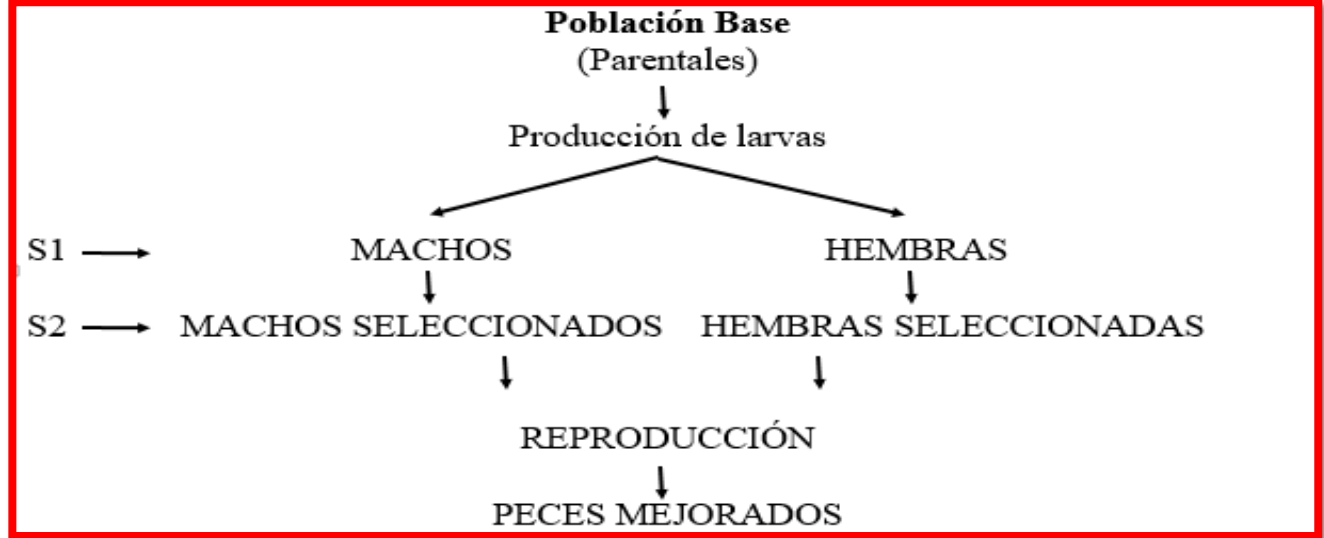 Población Base
(Parentales)
Producción de larvas
S1 MACHOS HEMBRAS
S2 MACHOS SELECCIONADOS HEMBRAS SELECCIONADAS
REPRODUCCIÓN
PECES MEJORADOS